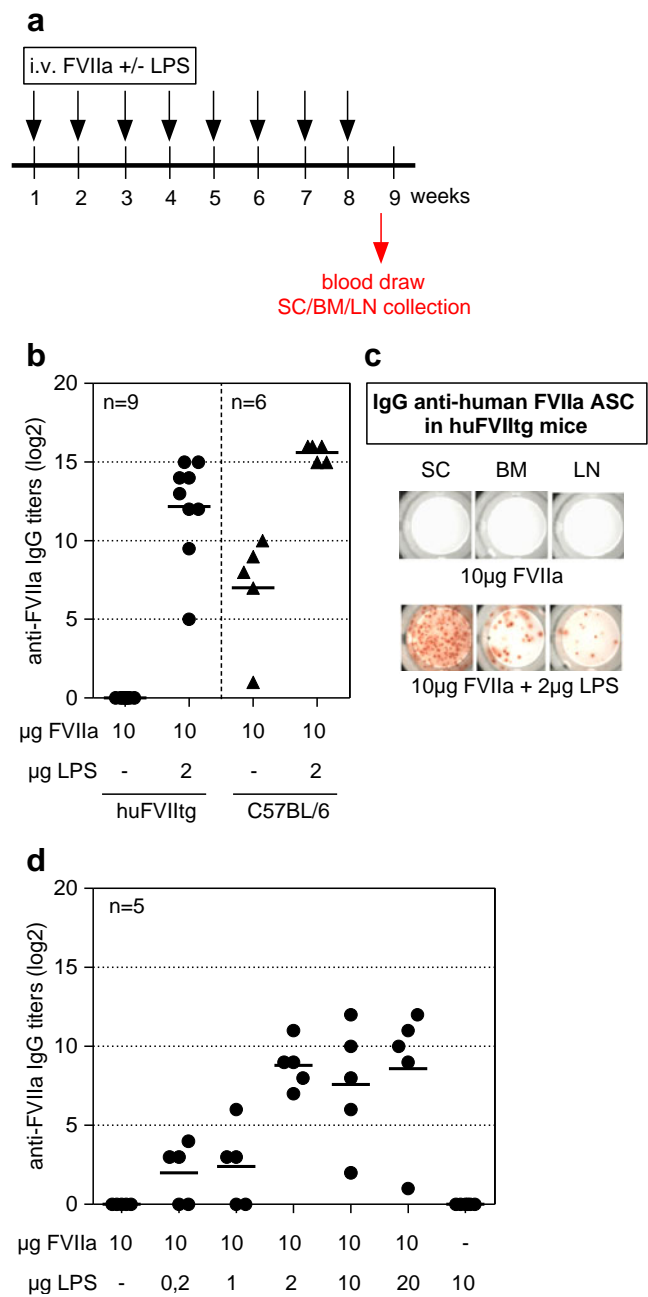 a
i.v. FVIIa +/- LPS
1 2 3 4 5 6 7 8 9 weeks
blood draw
SC/BM/LN collection
b
anti-FVIIa IgG titers (log2)
20
15
10
5
0
n=9 n=6
µg FVIIa 10 10 10 10
µg LPS - 2 - 2
huFVIItg C57BL/6
c
IgG anti-human FVIIa ASC
in huFVIItg mice
SC BM LN
10µg FVIIa
10µg FVIIa + 2µg LPS
d
anti-FVIIa IgG titers (log2)
20
15
10
5
0
n=5
µg FVIIa 10 10 10 10 10 10 -
µg LPS - 0,2 1 2 10 20 10